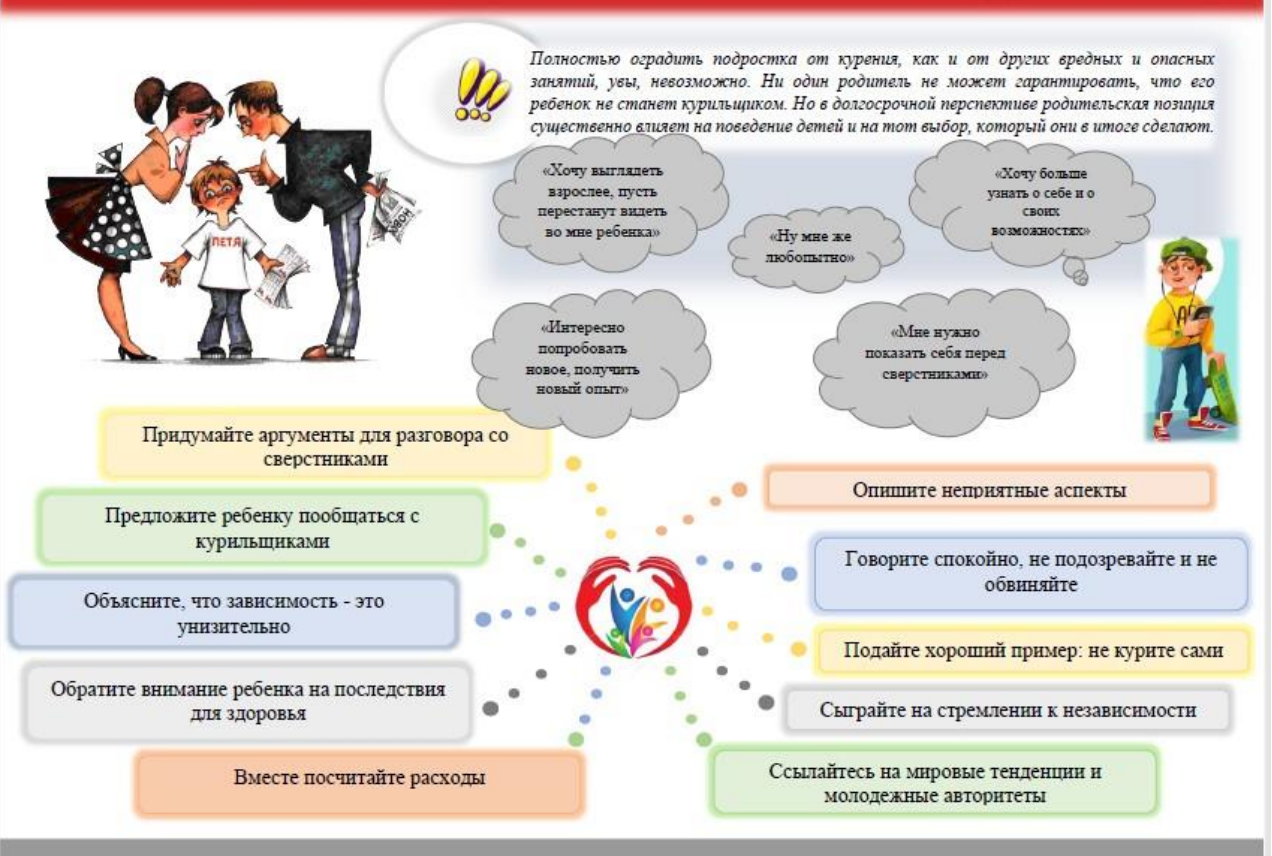 Полностью оградить подростка от курения, как и от других вредных и опасных
занятий, увы, невозможно. Ни один родитель не может гарантировать, что его
ребенок не станет курильщиком. Но в долгосрочной перспективе родительская позиция
существенно влияет на поведение детей и на тот выбор, который они в итоге сделают.
«Хочу выглядеть
взрослее, пусть
перестанут видеть
во мне ребенка»
«Ну мне же
любопытно»
«Хочу больше
узнать о себе и о
своих
возможностях»
ПЕТЯ
«Интересно
попробовать
новое, получить
новый опыт»
«Мне нужно
показать себя перед
сверстниками»
Придумайте аргументы для разговора со
сверстниками
Предложите ребенку пообщаться с
курильщиками
Объясните, что зависимость - это
унизительно
Обратите внимание ребенка на последствия
для здоровья
Вместе посчитайте расходы
Опишите неприятные аспекты
Говорите спокойно, не подозревайте и не
обвиняйте
Подайте хороший пример: не курите сами
Сыграйте на стремлении к независимости
Ссылайтесь на мировые тенденции и
молодежные авторитеты